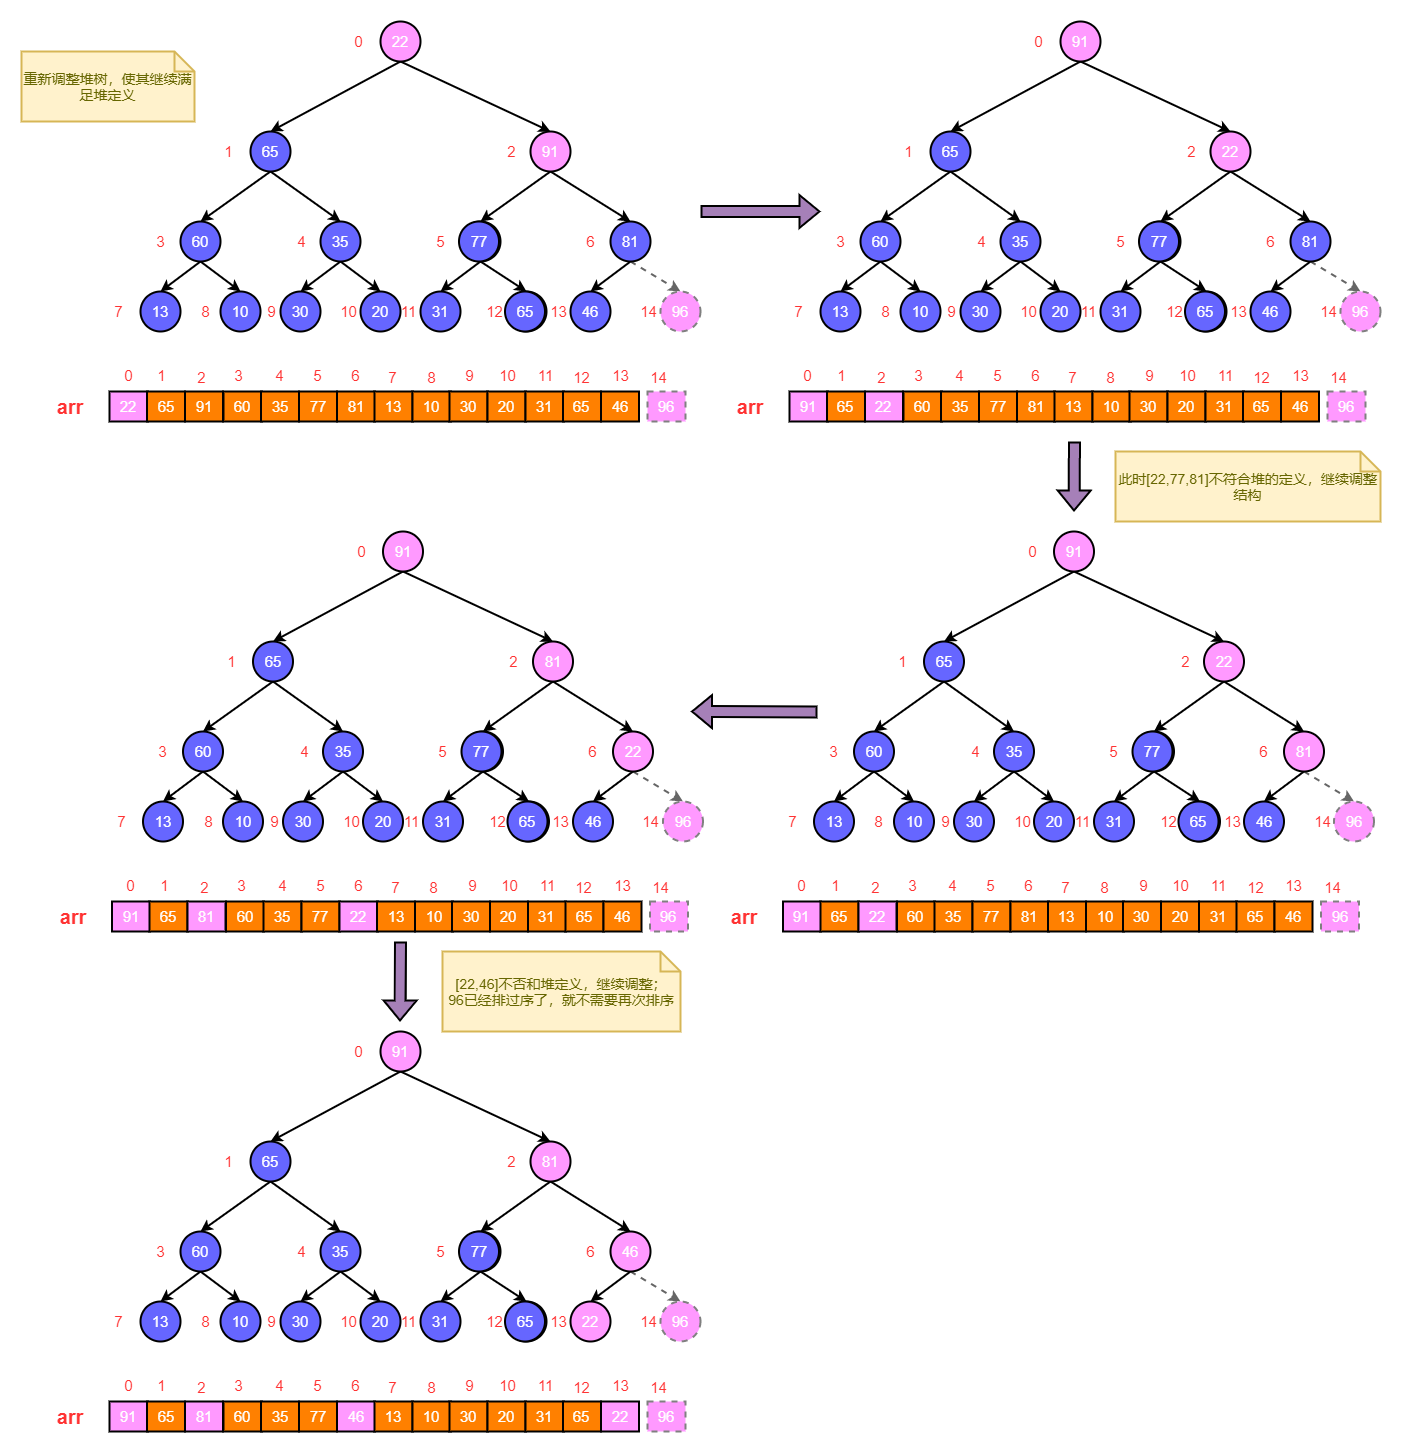 重新调整堆树，使其继续满
足堆定义
0 22
1 65 2 91
3 60 4 35 5 77 6 81
7 13 8 10 9 30 10 20 11 31 12 65 13 46 14 96
0 1 2 3 4 5 6 7 8 9 10 11 12 13 14
arr 22 65 91 60 35 77 81 13 10 30 20 31 65 46 96
0 91
1 65 2 22
3 60 4 35 5 77 6 81
7 13 8 10 9 30 10 20 11 31 12 65 13 46 14 96
0 1 2 3 4 5 6 7 8 9 10 11 12 13 14
arr 91 65 22 60 35 77 81 13 10 30 20 31 65 46 96
此时[22,77,81]不符合堆的定义，继续调整
结构
0 91
1 65 2 22
3 60 4 35 5 77 6 81
7 13 8 10 9 30 10 20 11 31 12 65 13 46 14 96
0 1 2 3 4 5 6 7 8 9 10 11 12 13 14
arr 91 65 22 60 35 77 81 13 10 30 20 31 65 46 96
0 91
1 65 2 81
3 60 4 35 5 77 6 22
7 13 8 10 9 30 10 20 11 31 12 65 13 46 14 96
0 1 2 3 4 5 6 7 8 9 10 11 12 13 14
arr 91 65 81 60 35 77 22 13 10 30 20 31 65 46 96
[22,46]不否和堆定义，继续调整；
96已经排过序了，就不需要再次排序
0 91
1 65 2 81
3 60 4 35 5 77 6 46
7 13 8 10 9 30 10 20 11 31 12 65 13 22 14 96
0 1 2 3 4 5 6 7 8 9 10 11 12 13 14
arr 91 65 81 60 35 77 46 13 10 30 20 31 65 22 96